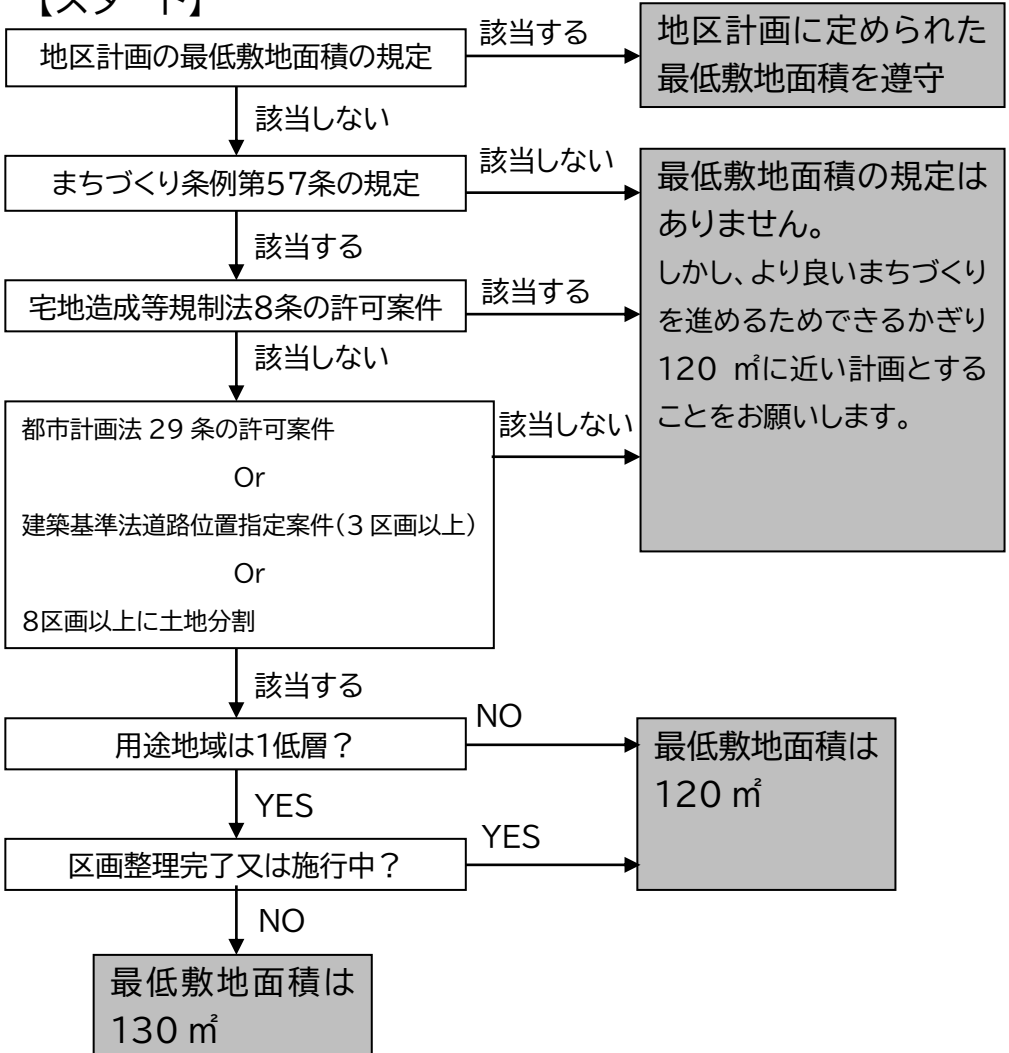 【スタート】
地区計画の最低敷地面積の規定
該当する
地区計画に定められた
最低敷地面積を遵守
該当しない
まちづくり条例第57条の規定
該当しない
最低敷地面積の規定は
ありません。
しかし、より良いまちづくり
を進めるためできるかぎり
120 ㎡に近い計画とする
ことをお願いします。
該当する
宅地造成等規制法8条の許可案件
該当する
該当しない
都市計画法 29 条の許可案件
Or
建築基準法道路位置指定案件(3 区画以上)
Or
8区画以上に土地分割
該当しない
該当する
用途地域は1低層？
NO
最低敷地面積は
120 ㎡
YES
区画整理完了又は施行中？
YES
NO
最低敷地面積は
130 ㎡